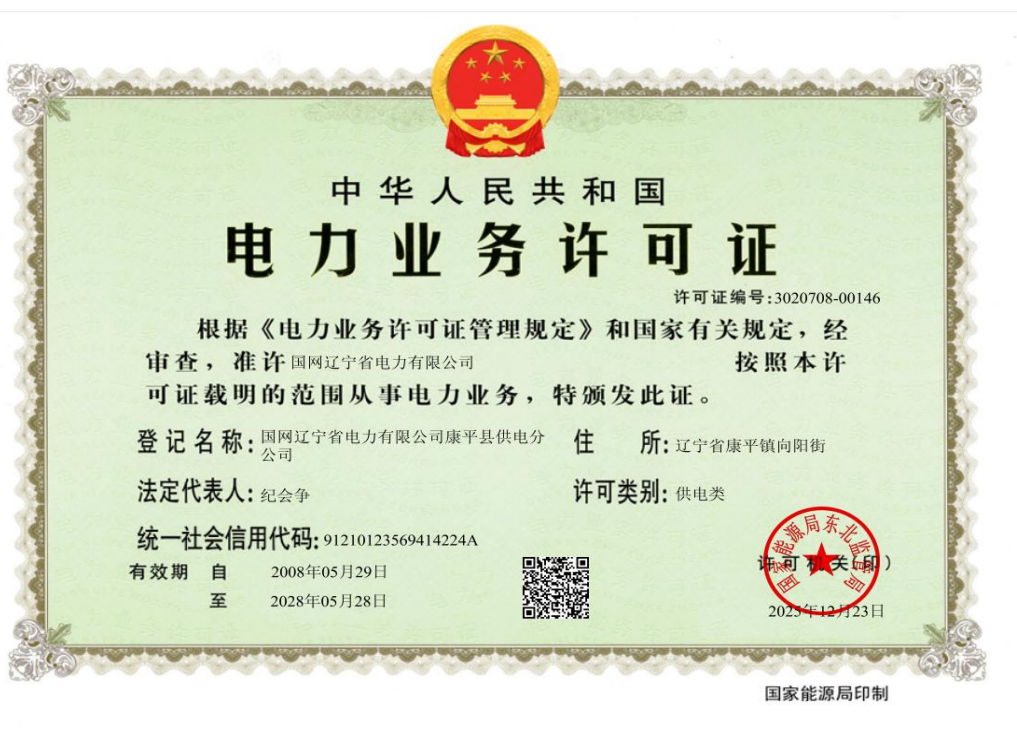 中华人民共和国
电力业务许可证
许可证编号:3020708-00146
根据《电力业务许可证管理规定》和国家有关规定，经
审查，准许国网辽宁省电力有限公司 按照本许
可证载明的范围从事电力业务，特颁发此证。
登记名称:国网辽宁省电力有限公司康平县供电分
公司
住 所:辽宁省康平镇向阳街
法定代表人:纪会争
许可类别:供电类
统一社会信用代码:91210123569414224A
有效期 自 2008年05月29日
至 2028年05月28日
国家能源局东北监管局
许可机关(印)
2025年12月23日
国家能源局印制